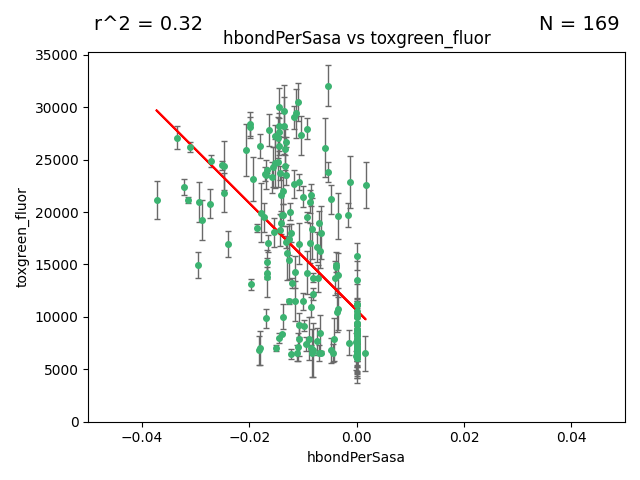 r^2 = 0.32
N = 169
hbondPerSasa vs toxgreen_fluor
35000
30000
25000
20000
15000
10000
5000
0
toxgreen_fluor
−0.04
−0.02
0.00
0.02
0.04
hbondPerSasa